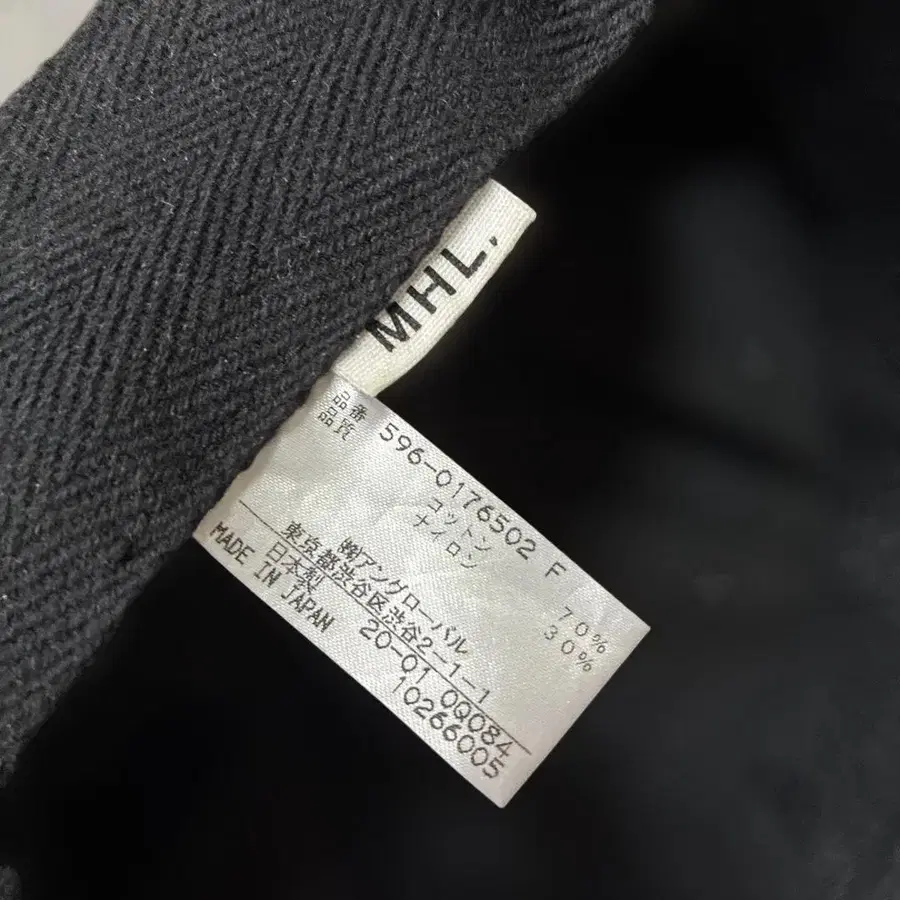 MHL.
品番 596-0176502 F
品質 コットン 70%
ナイロン 30%
㈱アングローバル
東京都渋谷区渋谷2-1-1
日本製 20-01 0Q084
MADE IN JAPAN 10266005